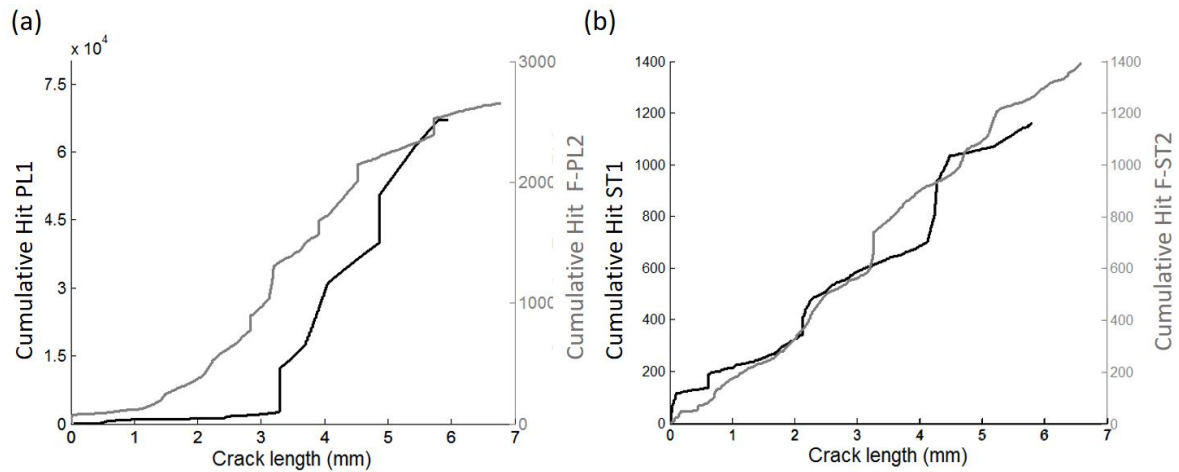 (a)
x 10^4
7.5
6
4.5
3
1.5
0
Cumulative Hit PL1
0 1 2 3 4 5 6 7
Crack length (mm)
3000
2000
1000
0
Cumulative Hit F-PL2
(b)
1400
1200
1000
800
600
400
200
0
Cumulative Hit ST1
0 1 2 3 4 5 6 7
Crack length (mm)
1400
1200
1000
800
600
400
200
0
Cumulative Hit F-ST2